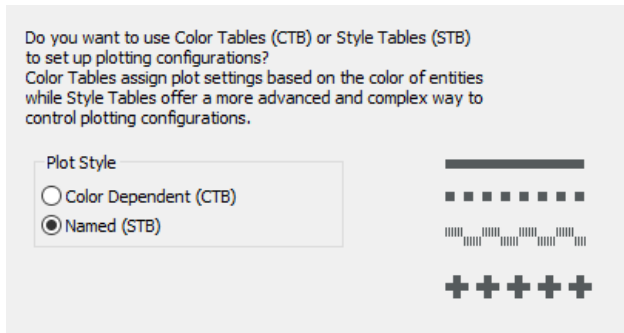 Do you want to use Color Tables (CTB) or Style Tables (STB)
to set up plotting configurations?
Color Tables assign plot settings based on the color of entities
while Style Tables offer a more advanced and complex way to
control plotting configurations.
Plot Style
Color Dependent (CTB)
Named (STB)